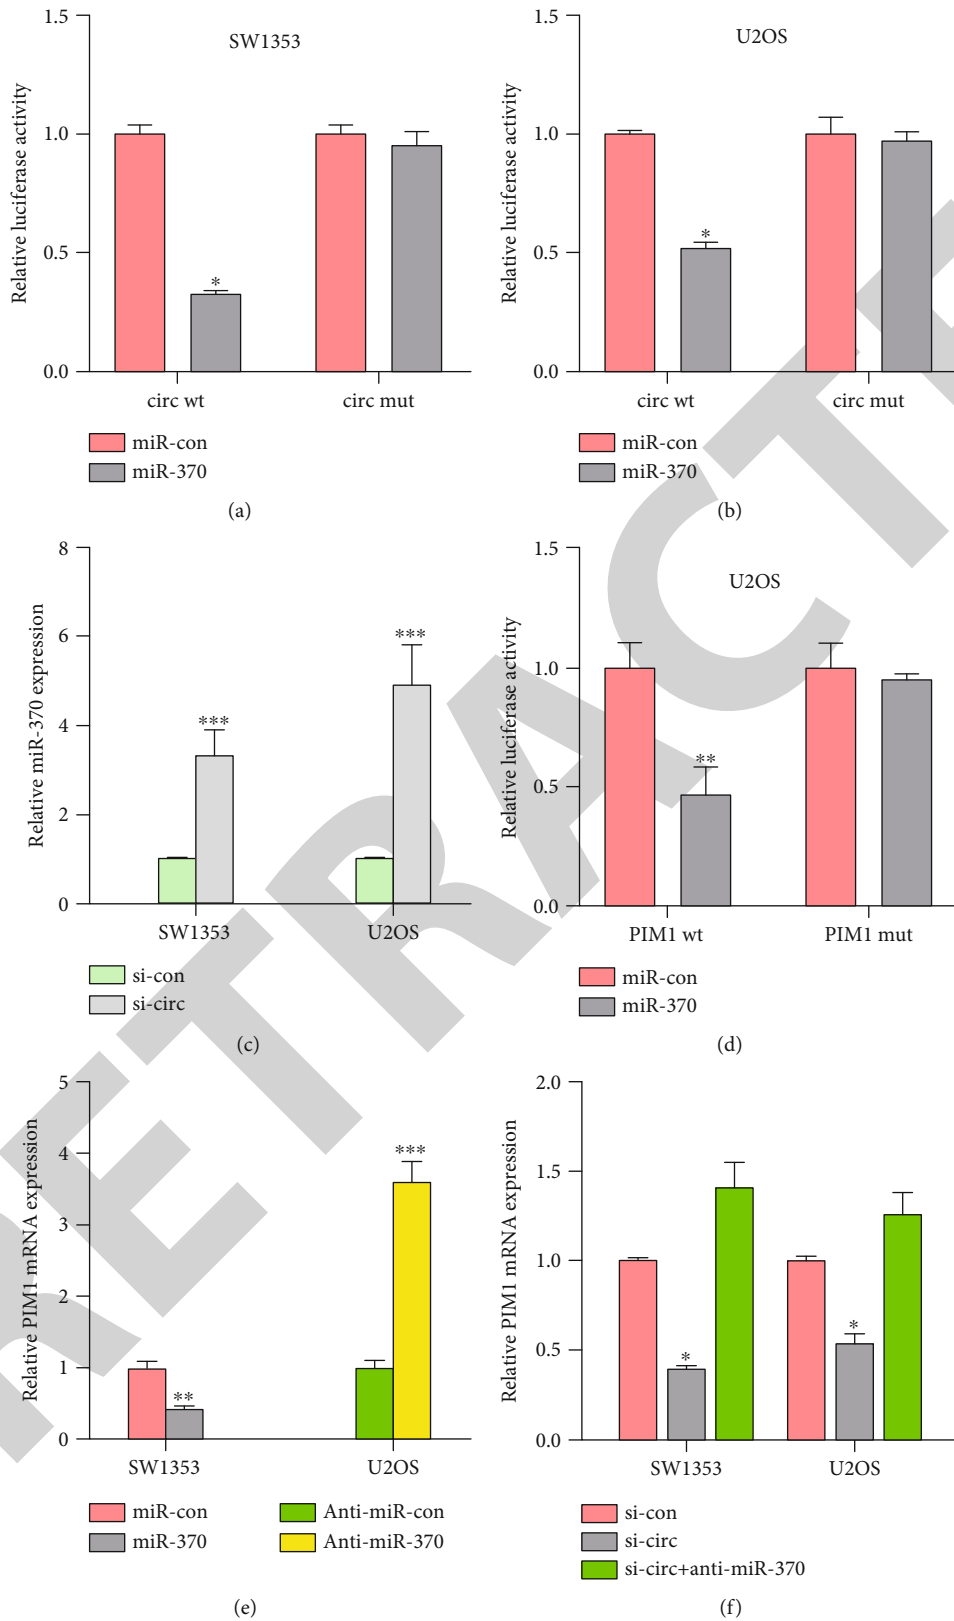 1.5
1.0
0.5
0.0
Relative luciferase activity
SW1353
*
circ wt
circ mut
miR-con
miR-370
(a)
1.5
1.0
0.5
0.0
Relative luciferase activity
U2OS
*
circ wt
circ mut
miR-con
miR-370
(b)
8
6
4
2
0
Relative miR-370 expression
***
***
SW1353
U2OS
si-con
si-circ
(c)
1.5
1.0
0.5
0.0
Relative luciferase activity
U2OS
**
PIM1 wt
PIM1 mut
miR-con
miR-370
(d)
5
4
3
2
1
0
Relative PIM1 mRNA expression
**
***
SW1353
U2OS
miR-con
miR-370
Anti-miR-con
Anti-miR-370
(e)
2.0
1.5
1.0
0.5
0.0
Relative PIM1 mRNA expression
*
*
SW1353
U2OS
si-con
si-circ
si-circ+anti-miR-370
(f)
RETRACTE